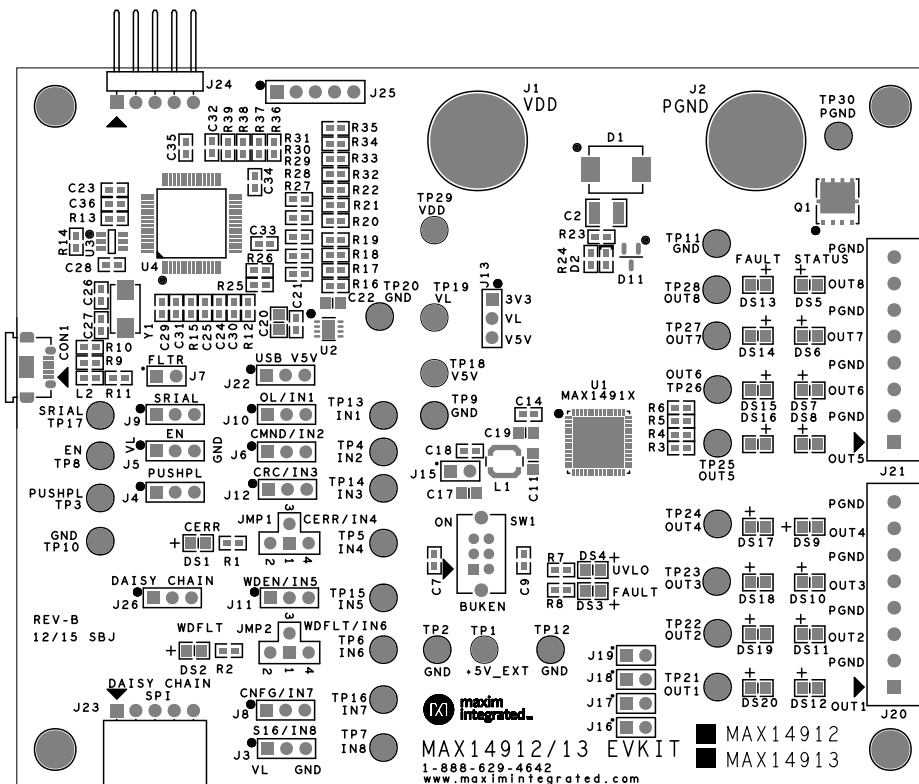 J24
J25
J1
VDD
J2
PGND
TP30
PGND
C35
C32
R39
R38
R37
R36
R31
R30
R29
R28
R27
C34
R35
R34
R33
R32
R22
R21
R20
R19
R18
R17
R16
C22
D1
C2
R23
R24
D2
D11
Q1
C23
C36
R13
R14
U3
C28
U4
C33
R26
R25
TP29
VDD
TP11
GND
FAULT
STATUS
PGND
C26
C27
Y1
C29
C31
R15
C25
C24
C30
R12
C20
C21
U2
TP20
GND
TP19
VL
J13
3V3
VL
V5V
TP28
OUT8
DS13
DS5
OUT8
PGND
CON1
R10
R9
L2
R11
FLTR
J7
USB V5V
J22
TP18
V5V
TP27
OUT7
DS14
DS6
OUT7
PGND
SRIAL
TP17
SRIAL
J9
OL/IN1
J10
TP13
IN1
TP9
GND
C14
U1
MAX1491X
OUT6
TP26
DS15
DS16
DS7
DS8
OUT6
PGND
R6
R5
R4
R3
EN
TP8
VL
EN
GND
J5
CMND/IN2
J6
TP4
IN2
C19
C18
J15
L1
C11
C17
TP25
OUT5
OUT5
J21
PUSHPL
TP3
PUSHPL
J4
CRC/IN3
J12
TP14
IN3
GND
TP10
CERR
DS1
R1
JMP1
CERR/IN4
3
2
1
4
TP5
IN4
ON
SW1
C7
C9
BUKEN
R7
DS4
UVLO
R8
DS3
FAULT
TP24
OUT4
DS17
DS9
PGND
OUT4
PGND
DAISY CHAIN
J26
WDEN/IN5
J11
TP15
IN5
TP23
OUT3
DS18
DS10
OUT3
PGND
REV-B
12/15 SBJ
WDFLT
DS2
R2
JMP2
WDFLT/IN6
3
2
1
4
TP6
IN6
TP2
GND
TP1
+5V_EXT
TP12
GND
TP22
OUT2
DS19
DS11
OUT2
PGND
DAISY CHAIN
SPI
J23
CNFG/IN7
J8
TP16
IN7
J19
J18
J17
J16
TP21
OUT1
DS20
DS12
OUT1
J20
S16/IN8
J3
VL
GND
TP7
IN8
maxim
integrated™
MAX14912/13 EVKIT
1-888-629-4642
www.maximintegrated.com
MAX14912
MAX14913